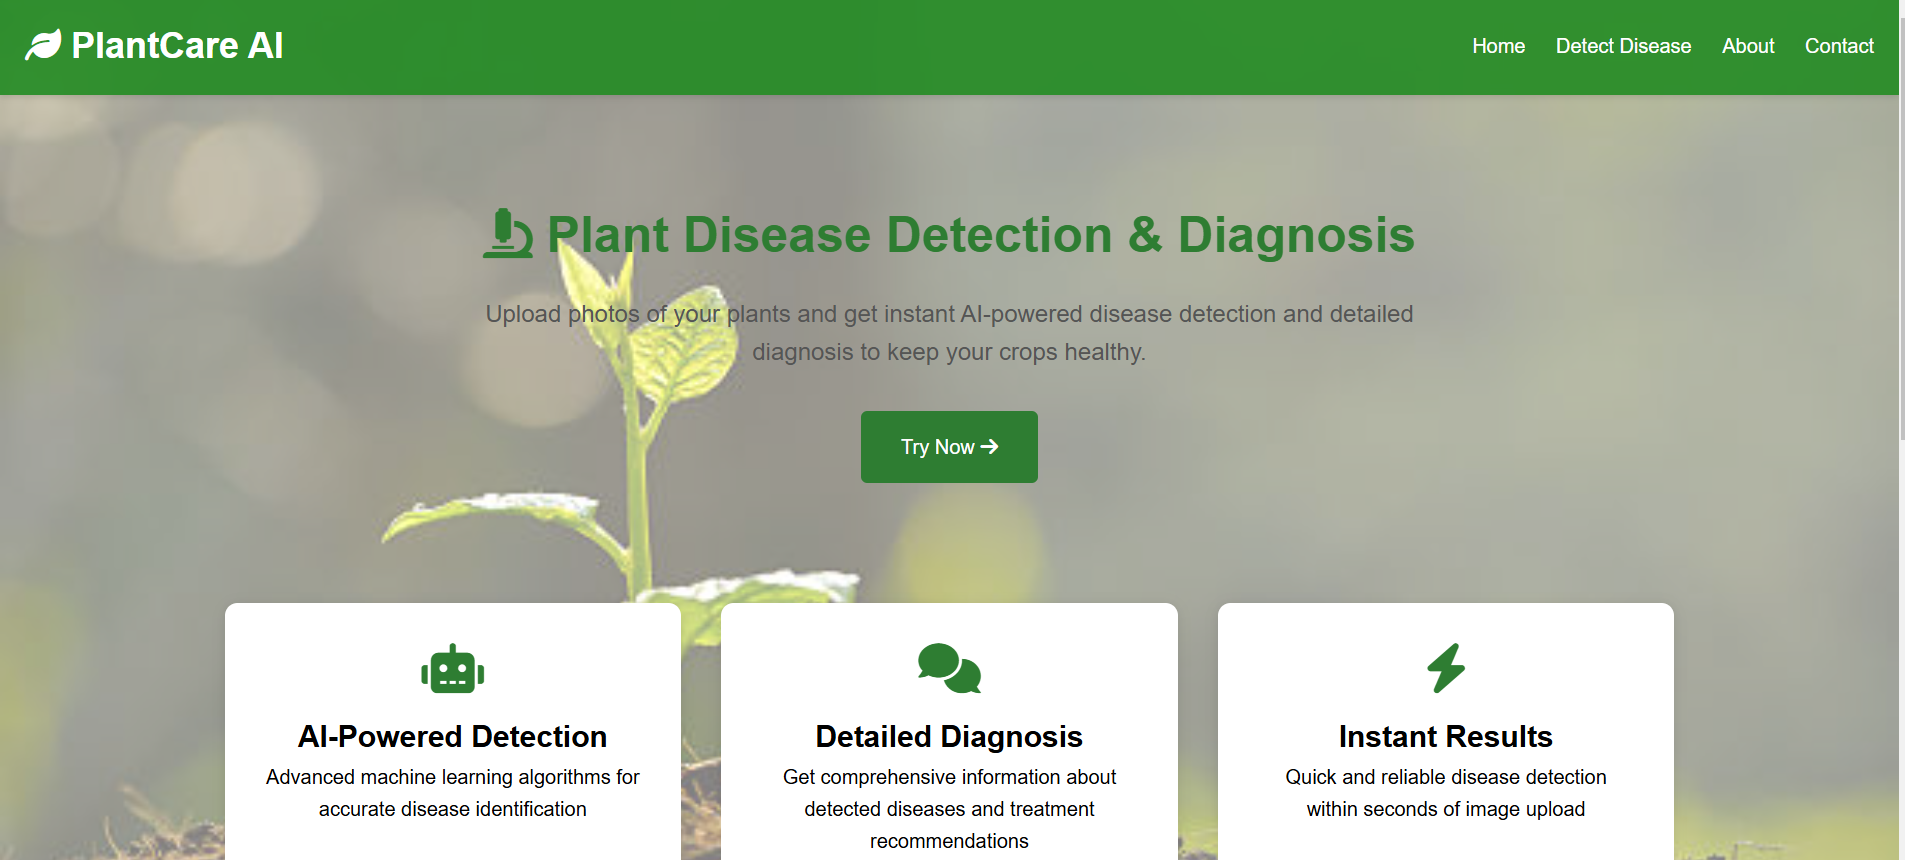 PlantCare AI
Home
Detect Disease
About
Contact
Plant Disease Detection & Diagnosis
Upload photos of your plants and get instant AI-powered disease detection and detailed
diagnosis to keep your crops healthy.
Try Now
AI-Powered Detection
Advanced machine learning algorithms for
accurate disease identification
Detailed Diagnosis
Get comprehensive information about
detected diseases and treatment
recommendations
Instant Results
Quick and reliable disease detection
within seconds of image upload